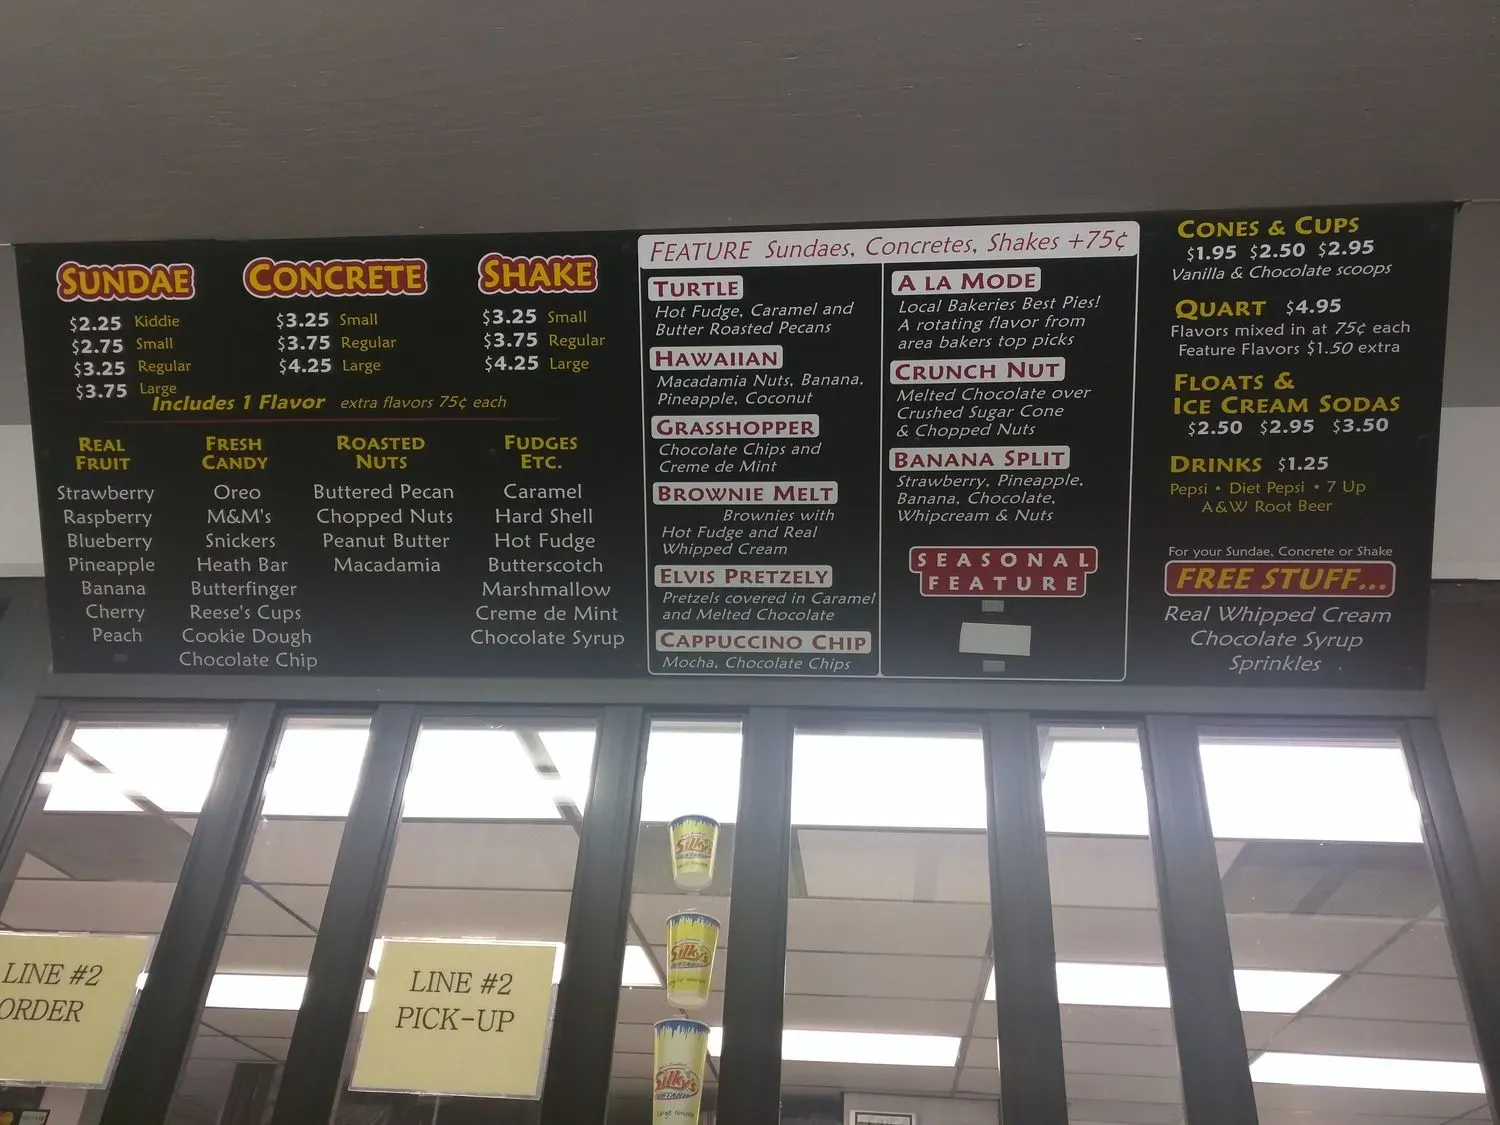 SUNDAE
$2.25 Kiddie
$2.75 Small
$3.25 Regular
$3.75 Large
CONCRETE
$3.25 Small
$3.75 Regular
$4.25 Large
SHAKE
$3.25 Small
$3.75 Regular
$4.25 Large
Includes 1 Flavor extra flavors 75¢ each
REAL
FRUIT
Strawberry
Raspberry
Blueberry
Pineapple
Banana
Cherry
Peach
FRESH
CANDY
Oreo
M&M's
Snickers
Heath Bar
Butterfinger
Reese's Cups
Cookie Dough
Chocolate Chip
ROASTED
NUTS
Buttered Pecan
Chopped Nuts
Peanut Butter
Macadamia
FUDGES
ETC.
Caramel
Hard Shell
Hot Fudge
Butterscotch
Marshmallow
Creme de Mint
Chocolate Syrup
FEATURE Sundaes, Concretes, Shakes +75¢
TURTLE
Hot Fudge, Caramel and
Butter Roasted Pecans
HAWAIIAN
Macadamia Nuts, Banana,
Pineapple, Coconut
GRASSHOPPER
Chocolate Chips and
Creme de Mint
BROWNIE MELT
Brownies with
Hot Fudge and Real
Whipped Cream
ELVIS PRETZELY
Pretzels covered in Caramel
and Melted Chocolate
CAPPUCCINO CHIP
Mocha, Chocolate Chips
A LA MODE
Local Bakeries Best Pies!
A rotating flavor from
area bakers top picks
CRUNCH NUT
Melted Chocolate over
Crushed Sugar Cone
& Chopped Nuts
BANANA SPLIT
Strawberry, Pineapple,
Banana, Chocolate,
Whipcream & Nuts
SEASONAL
FEATURE
CONES & CUPS
$1.95 $2.50 $2.95
Vanilla & Chocolate scoops
QUART $4.95
Flavors mixed in at 75¢ each
Feature Flavors $1.50 extra
FLOATS &
ICE CREAM SODAS
$2.50 $2.95 $3.50
DRINKS $1.25
Pepsi • Diet Pepsi • 7 Up
A&W Root Beer
For your Sundae, Concrete or Shake
FREE STUFF...
Real Whipped Cream
Chocolate Syrup
Sprinkles
LINE #2
ORDER
LINE #2
PICK-UP
Silky's
Silky's
CUSTARD
Silky's
CUSTARD